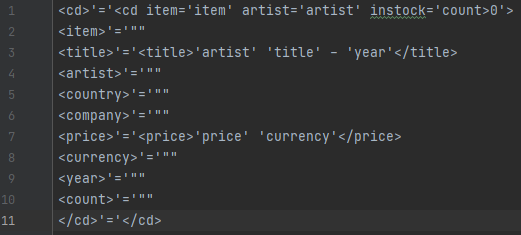 1 <cd>'='<cd item='item' artist='artist' instock='count>0'>
2 <item>'='""
3 <title>'='<title>'artist' 'title' – 'year'</title>
4 <artist>'='""
5 <country>'='""
6 <company>'='""
7 <price>'='<price>'price' 'currency'</price>
8 <currency>'='""
9 <year>'='""
10 <count>'='""
11 </cd>'='</cd>